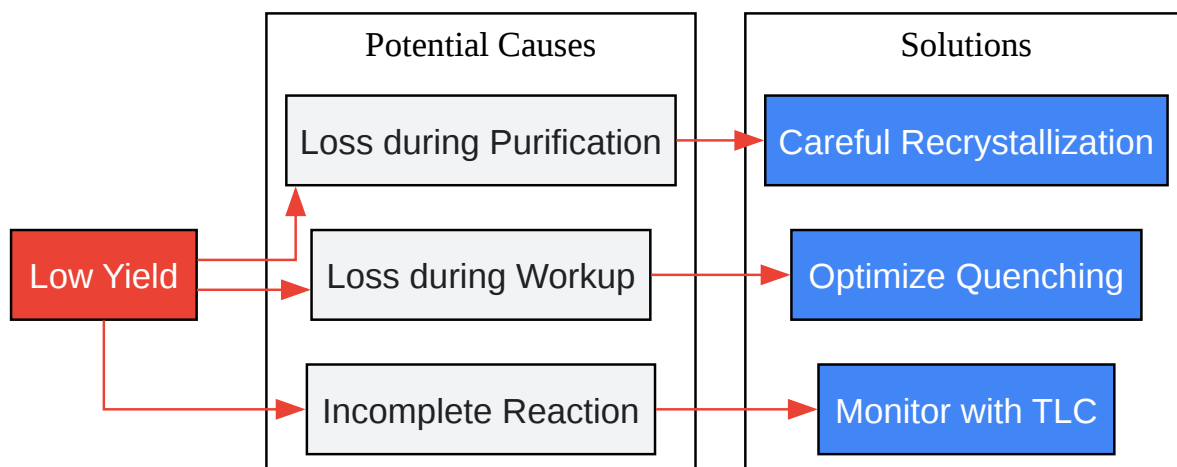 Potential Causes
Solutions
Loss during Purification
Careful Recrystallization
Low Yield
Loss during Workup
Optimize Quenching
Incomplete Reaction
Monitor with TLC